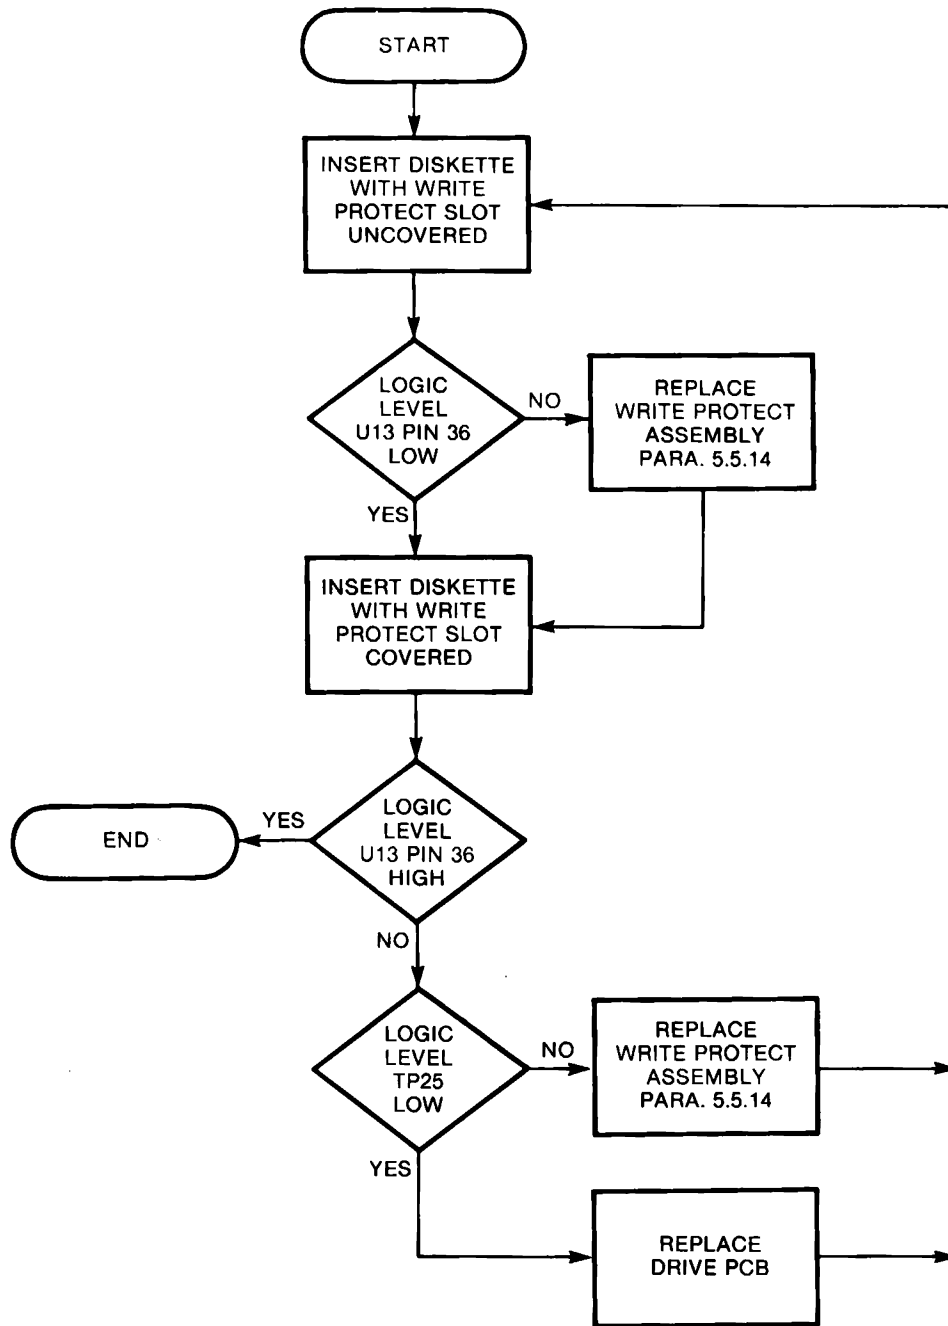 START
INSERT DISKETTE
WITH WRITE
PROTECT SLOT
UNCOVERED
LOGIC
LEVEL
U13 PIN 36
LOW
NO
REPLACE
WRITE PROTECT
ASSEMBLY
PARA. 5.5.14
YES
INSERT DISKETTE
WITH WRITE
PROTECT SLOT
COVERED
LOGIC
LEVEL
U13 PIN 36
HIGH
YES
END
NO
LOGIC
LEVEL
TP25
LOW
NO
REPLACE
WRITE PROTECT
ASSEMBLY
PARA. 5.5.14
YES
REPLACE
DRIVE PCB